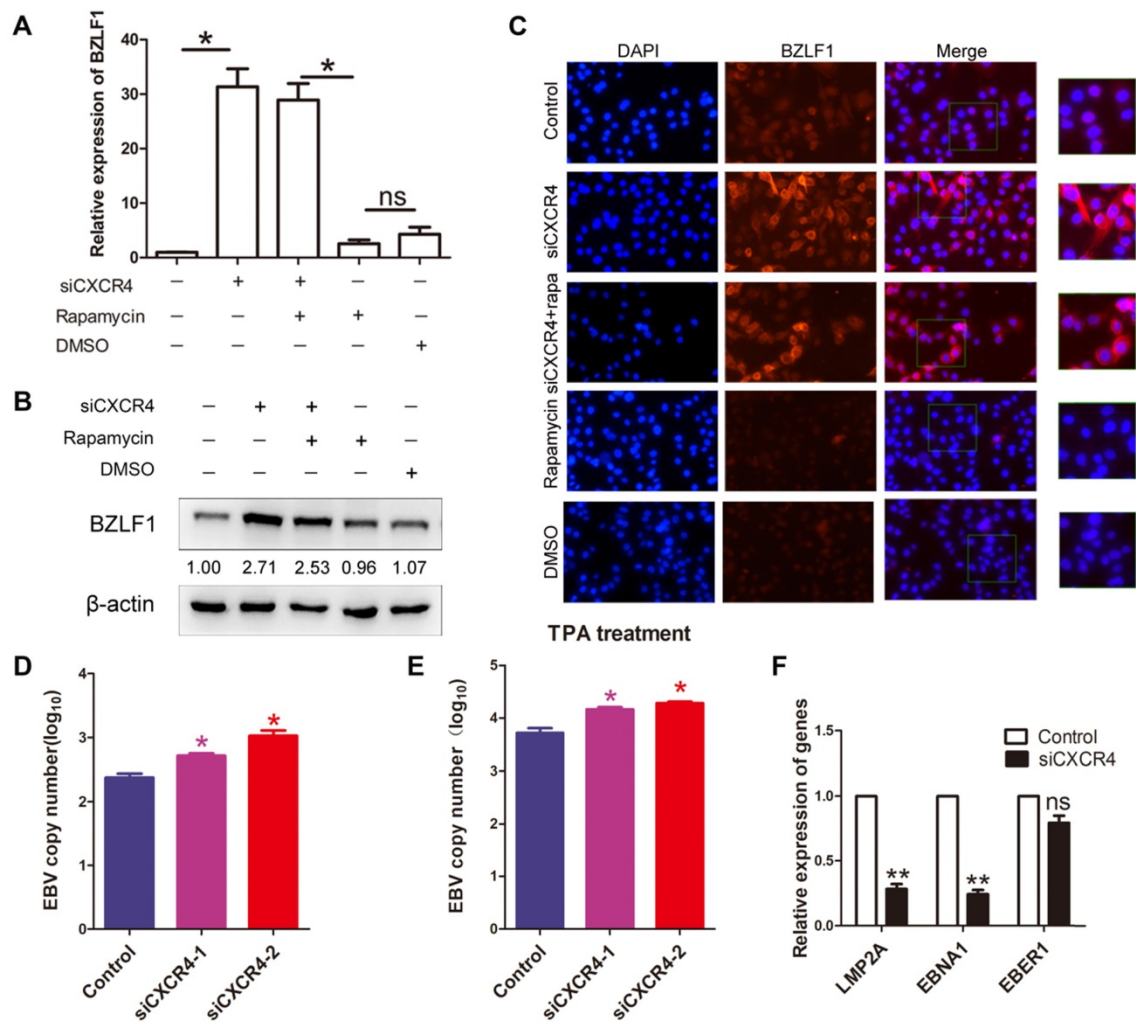 A
Relative expression of BZLF1
40
30
20
10
0
*
*
ns
siCXCR4 − + + − −
Rapamycin − − + + −
DMSO − − − − +
B
siCXCR4 − + + − −
Rapamycin − − + + −
DMSO − − − − +
BZLF1
1.00 2.71 2.53 0.96 1.07
β-actin
C
DAPI BZLF1 Merge
Control
siCXCR4
siCXCR4+rapa
Rapamycin
DMSO
D
EBV copy number(log10)
4
3
2
1
0
*
*
Control siCXCR4-1 siCXCR4-2
E
TPA treatment
EBV copy number (log10)
5
4
3
2
1
0
*
*
Control siCXCR4-1 siCXCR4-2
F
Relative expression of genes
1.5
1.0
0.5
0.0
Control
siCXCR4
** ** ns
LMP2A EBNA1 EBER1